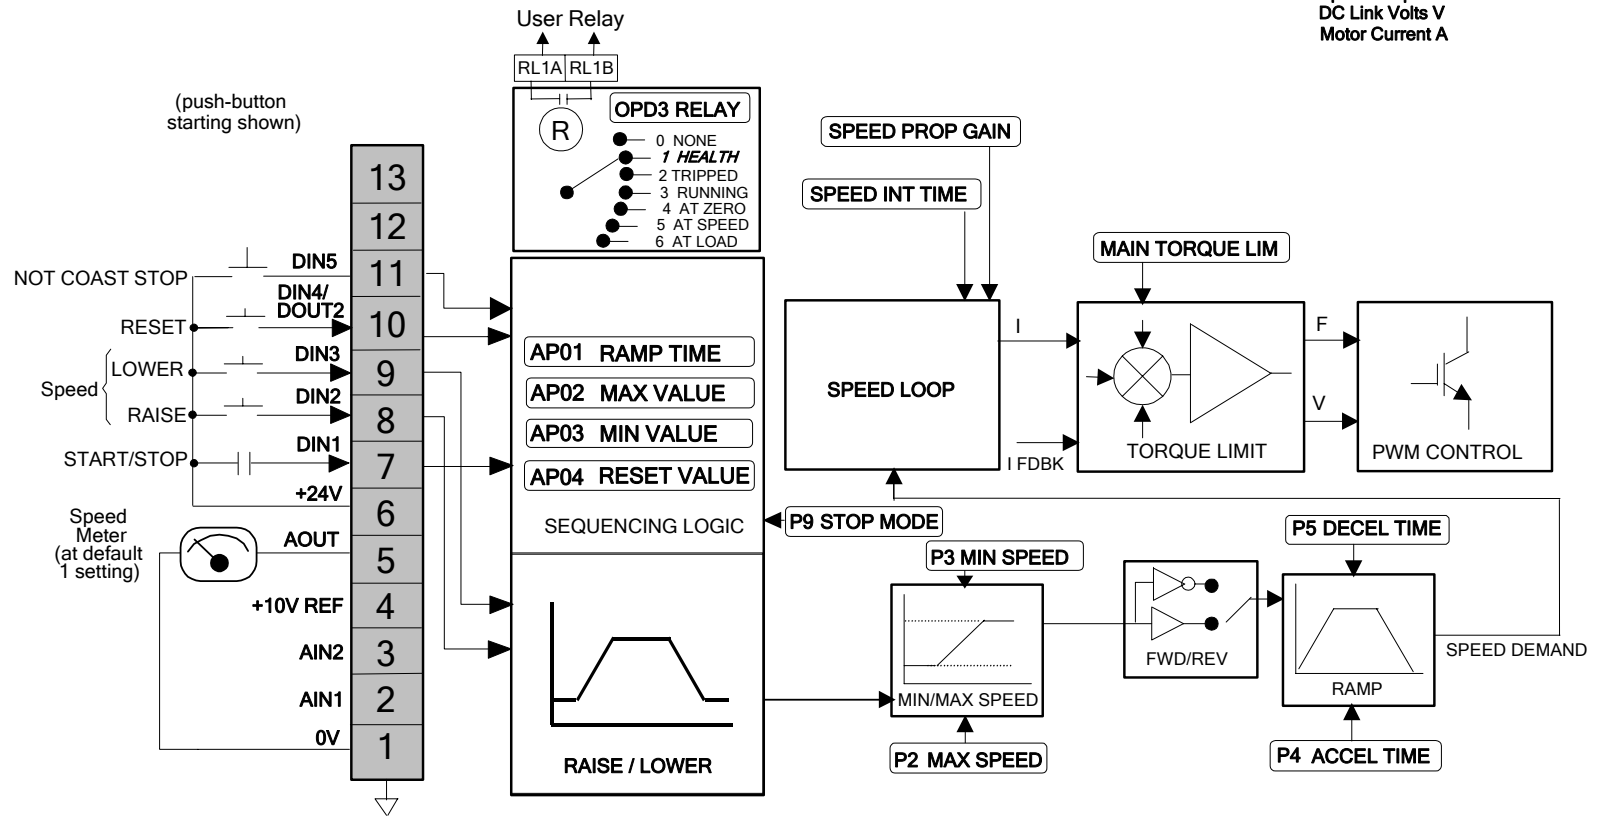 DC Link Volts V
Motor Current A
User Relay
RL1A RL1B
(push-button
starting shown)
OPD3 RELAY
R
0 NONE
1 HEALTH
2 TRIPPED
3 RUNNING
4 AT ZERO
5 AT SPEED
6 AT LOAD
SPEED PROP GAIN
SPEED INT TIME
MAIN TORQUE LIM
13
12
NOT COAST STOP
DIN5
11
RESET
DIN4/
DOUT2
10
Speed
LOWER
DIN3
9
RAISE
DIN2
8
START/STOP
DIN1
7
+24V
6
Speed
Meter
(at default
1 setting)
AOUT
5
+10V REF
4
AIN2
3
AIN1
2
0V
1
AP01 RAMP TIME
AP02 MAX VALUE
AP03 MIN VALUE
AP04 RESET VALUE
SEQUENCING LOGIC
RAISE / LOWER
SPEED LOOP
I
I FDBK
TORQUE LIMIT
F
V
PWM CONTROL
P9 STOP MODE
P3 MIN SPEED
MIN/MAX SPEED
P2 MAX SPEED
FWD/REV
P5 DECEL TIME
RAMP
P4 ACCEL TIME
SPEED DEMAND